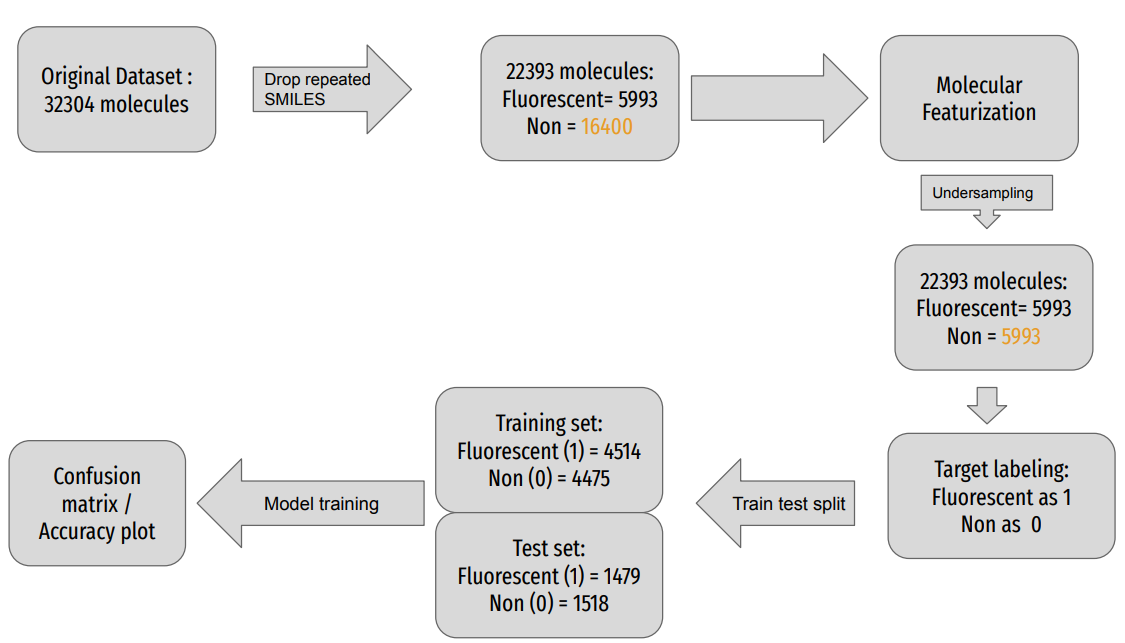 Original Dataset :
32304 molecules
Drop repeated
SMILES
22393 molecules:
Fluorescent= 5993
Non = 16400
Molecular
Featurization
Undersampling
22393 molecules:
Fluorescent= 5993
Non = 5993
Target labeling:
Fluorescent as 1
Non as 0
Train test split
Training set:
Fluorescent (1) = 4514
Non (0) = 4475
Test set:
Fluorescent (1) = 1479
Non (0) = 1518
Model training
Confusion
matrix /
Accuracy plot